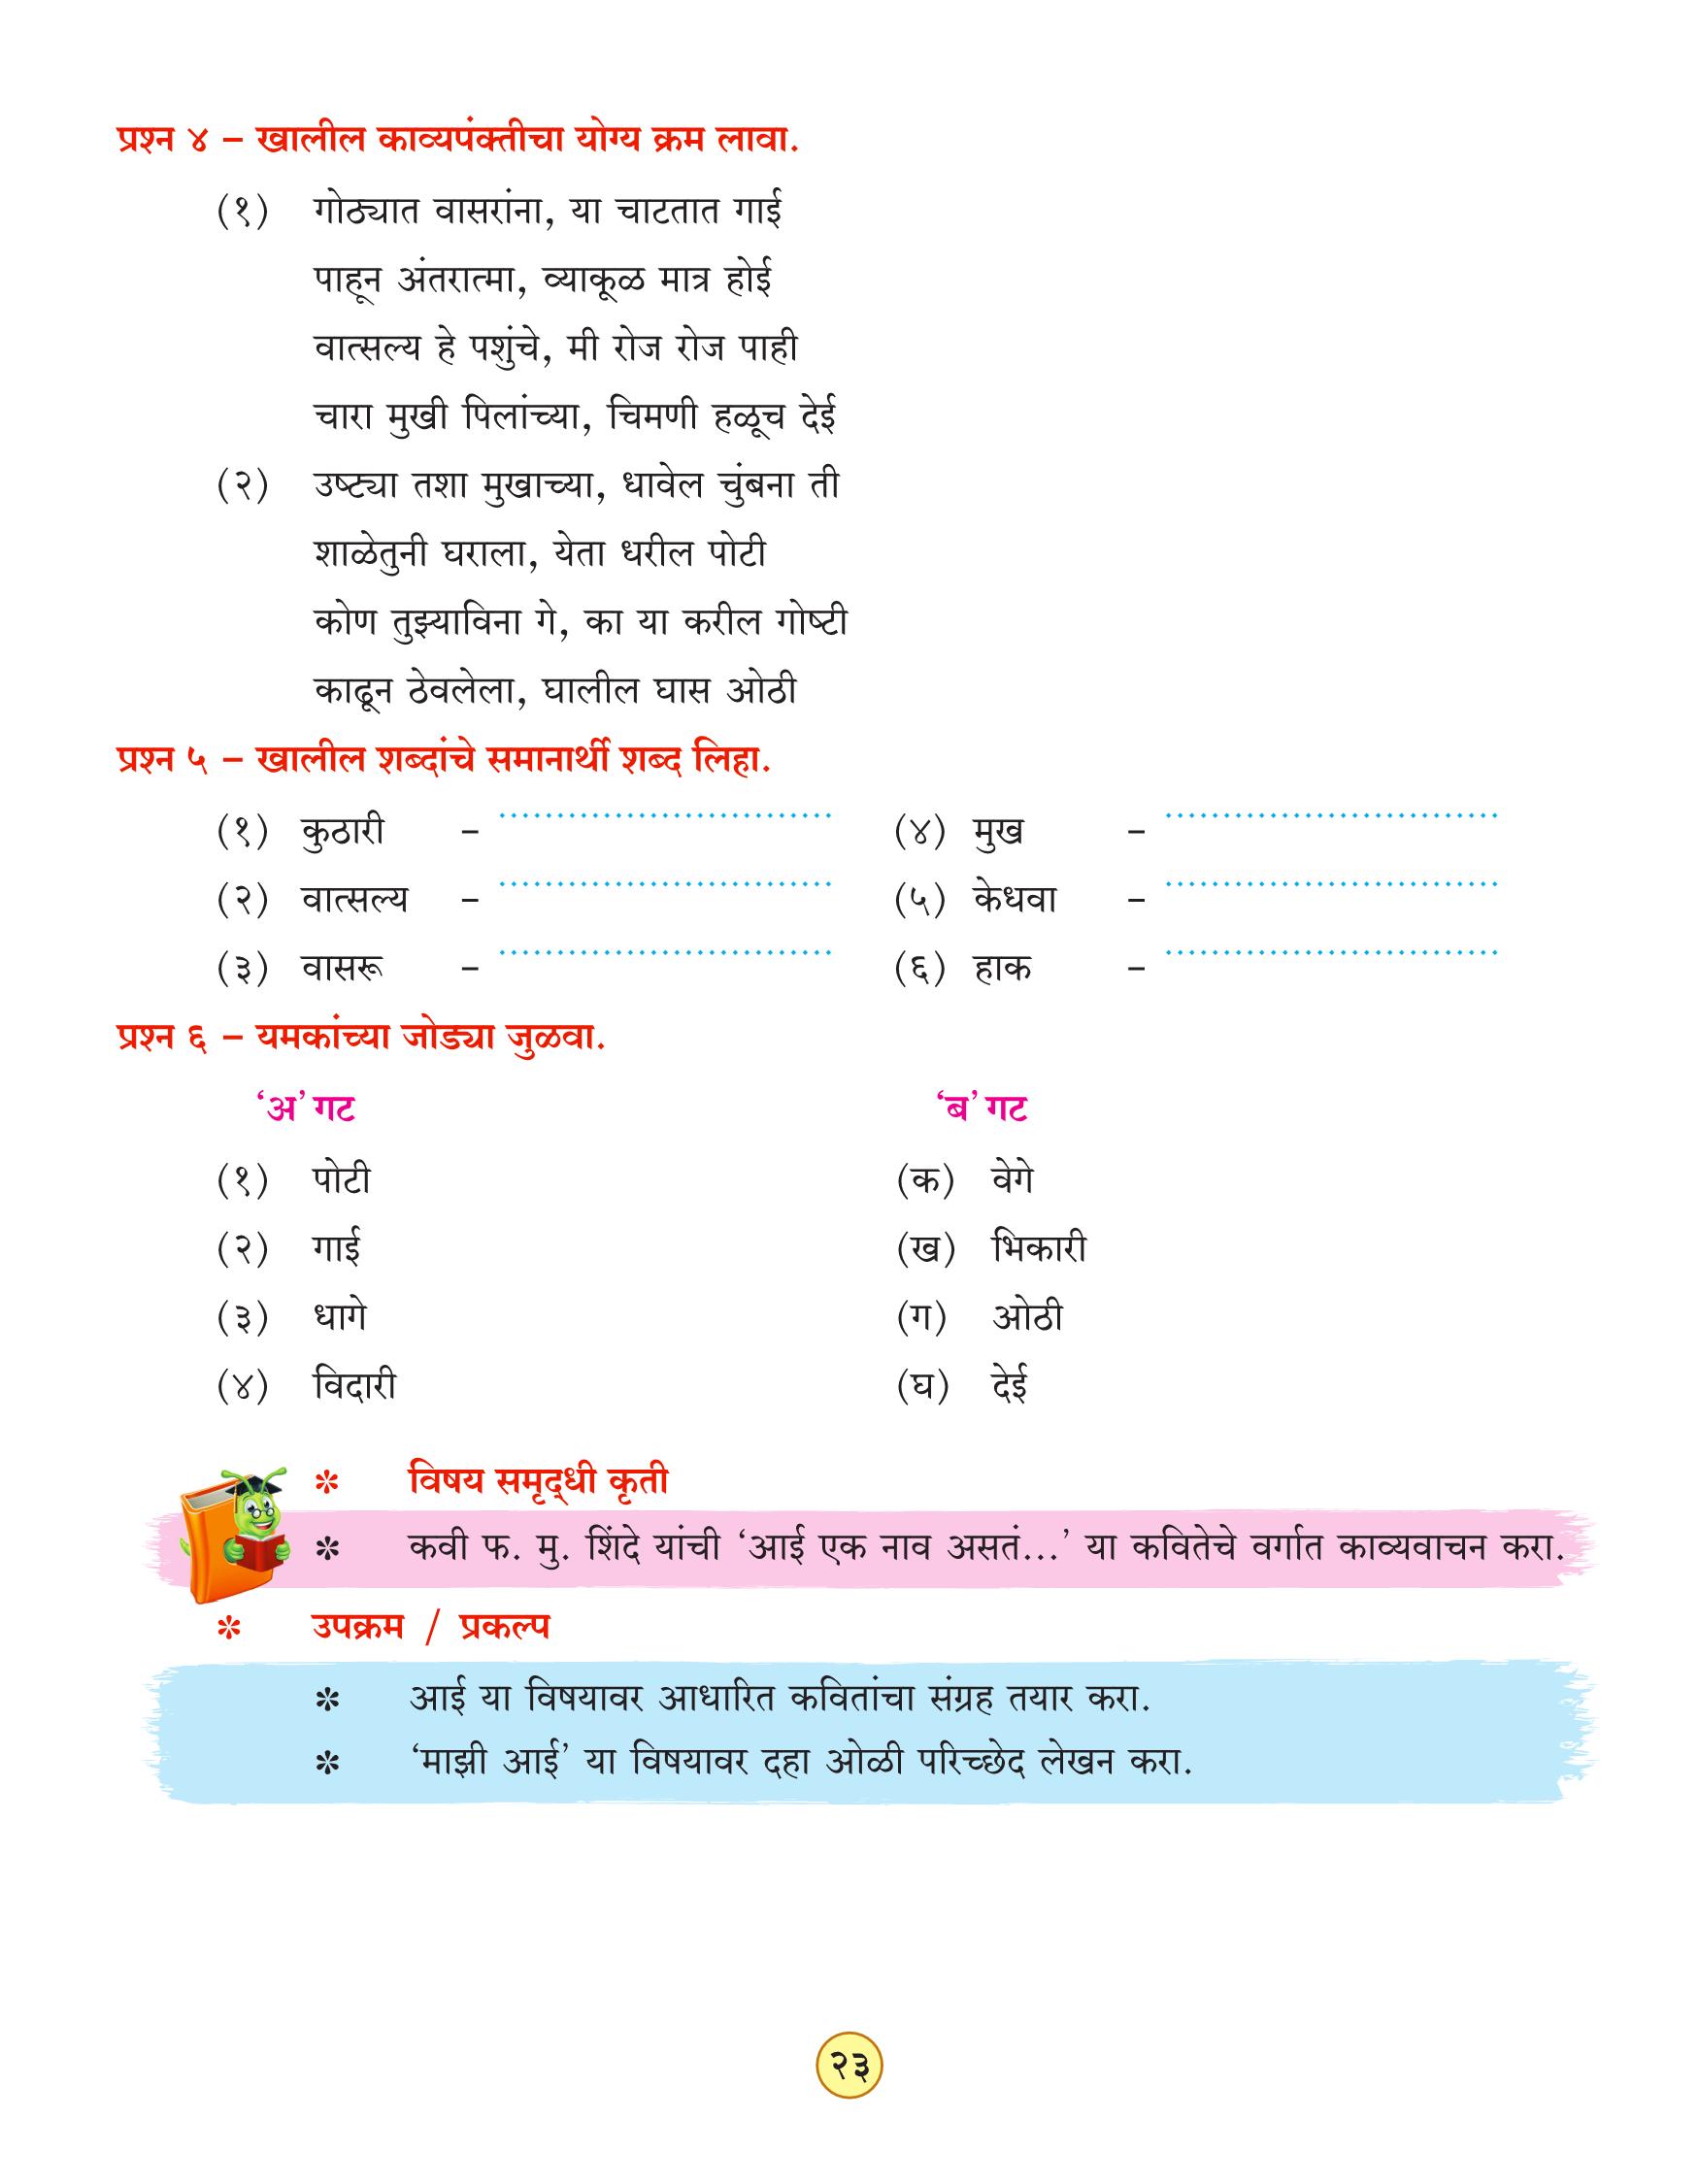 प्रश्न ४ – खालील काव्यपंक्तीचा योग्य क्रम लावा.
(१) गोठ्यात वासरांना, या चाटतात गाई
पाहून अंतरात्मा, व्याकूळ मात्र होई
वात्सल्य हे पशुंचे, मी रोज रोज पाही
चारा मुखी पिलांच्या, चिमणी हळूच देई
(२) उष्ट्या तशा मुखाच्या, धावेल चुंबना ती
शाळेतुनी घराला, येता धरील पोटी
कोण तुझ्याविना गे, का या करील गोष्टी
काढून ठेवलेला, घालील घास ओठी
प्रश्न ५ – खालील शब्दांचे समानार्थी शब्द लिहा.
(१) कुठारी – ............................. (४) मुख – .............................
(२) वात्सल्य – ............................. (५) केधवा – .............................
(३) वासरू – ............................. (६) हाक – .............................
प्रश्न ६ – यमकांच्या जोड्या जुळवा.
‘अ’ गट ‘ब’ गट
(१) पोटी (क) वेगे
(२) गाई (ख) भिकारी
(३) धागे (ग) ओठी
(४) विदारी (घ) देई
✽ विषय समृद्धी कृती
✽ कवी फ. मु. शिंदे यांची ‘आई एक नाव असतं...’ या कवितेचे वर्गात काव्यवाचन करा.
✽ उपक्रम / प्रकल्प
✽ आई या विषयावर आधारित कवितांचा संग्रह तयार करा.
✽ ‘माझी आई’ या विषयावर दहा ओळी परिच्छेद लेखन करा.
२३